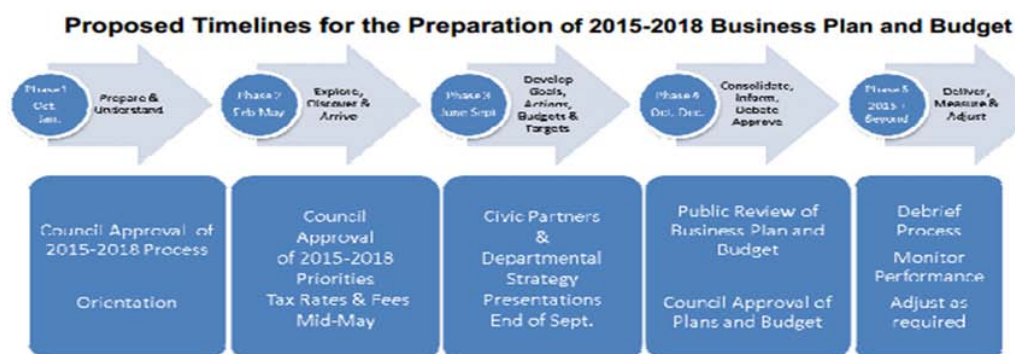 Proposed Timelines for the Preparation of 2015-2018 Business Plan and Budget
Phase 1
Oct.
Jan.
Prepare &
Understand
Phase 2
Feb May
Explore,
Discover &
Arrive
Phase 3
June Sept
Develop
Goals,
Actions,
Budgets &
Targets
Phase 4
Oct. Dec.
Consolidate,
Inform,
Debate
Approve
Phase 5
2015 +
Beyond
Deliver,
Measure &
Adjust
Council Approval of
2015-2018 Process
Orientation
Council
Approval
of 2015-2018
Priorities
Tax Rates & Fees
Mid-May
Civic Partners
&
Departmental
Strategy
Presentations
End of Sept.
Public Review of
Business Plan and
Budget
Council Approval of
Plans and Budget
Debrief
Process
Monitor
Performance
Adjust as
required